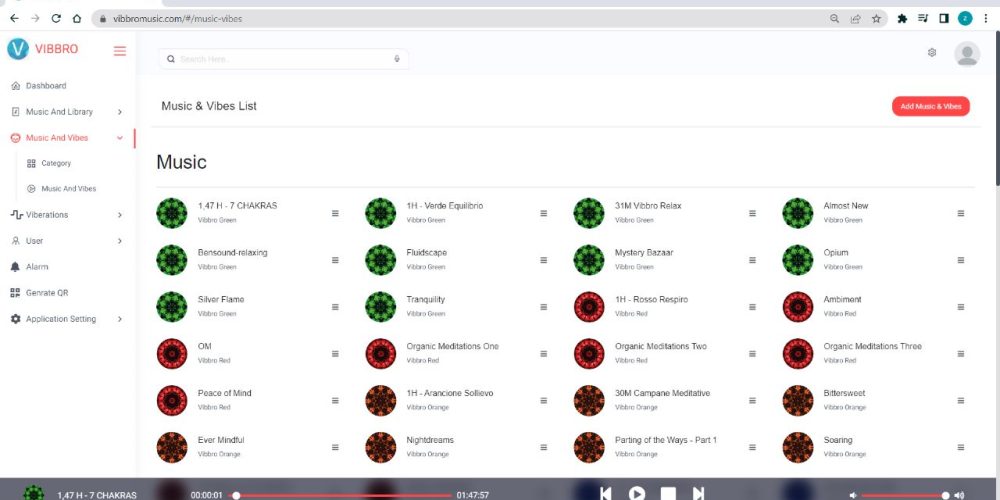 vibbromusic.com/#/music-vibes
z
V VIBBRO
Search Here..
Dashboard
Music And Library
Music And Vibes
Category
Music And Vibes
Viberations
User
Alarm
Genrate QR
Application Setting
Music & Vibes List
Add Music & Vibes
Music
1,47 H - 7 CHAKRAS
Vibbro Green
1H - Verde Equilibrio
Vibbro Green
31M Vibbro Relax
Vibbro Green
Almost New
Vibbro Green
Bensound-relaxing
Vibbro Green
Fluidscape
Vibbro Green
Mystery Bazaar
Vibbro Green
Opium
Vibbro Green
Silver Flame
Vibbro Green
Tranquility
Vibbro Green
1H - Rosso Respiro
Vibbro Red
Ambiment
Vibbro Red
OM
Vibbro Red
Organic Meditations One
Vibbro Red
Organic Meditations Two
Vibbro Red
Organic Meditations Three
Vibbro Red
Peace of Mind
Vibbro Red
1H - Arancione Sollievo
Vibbro Orange
30M Campane Meditative
Vibbro Orange
Bittersweet
Vibbro Orange
Ever Mindful
Vibbro Orange
Nightdreams
Vibbro Orange
Parting of the Ways - Part 1
Vibbro Orange
Soaring
Vibbro Orange
1,47 H - 7 CHAKRAS
00:00:01
01:47:57